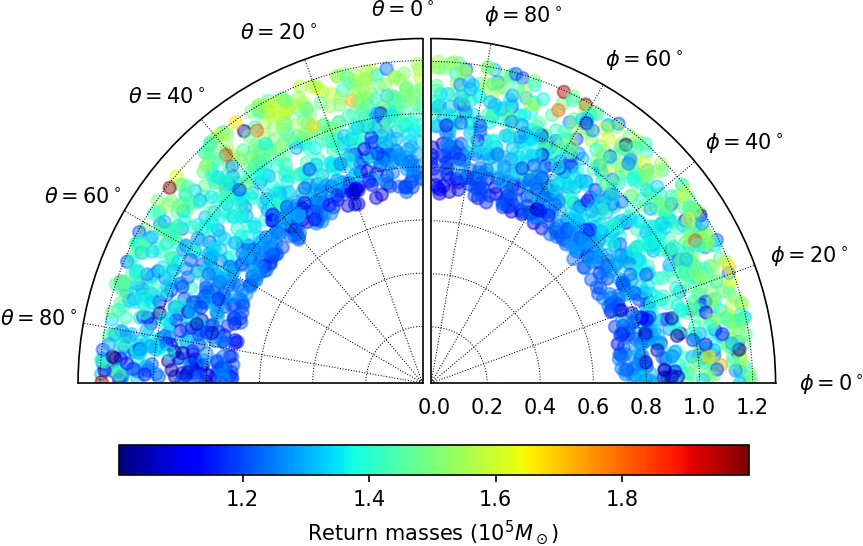 θ = 0° ϕ = 80°
θ = 20° ϕ = 60°
θ = 40° ϕ = 40°
θ = 60° ϕ = 20°
θ = 80° ϕ = 0°
0.0 0.2 0.4 0.6 0.8 1.0 1.2
1.2 1.4 1.6 1.8
Return masses (10⁵M☉)